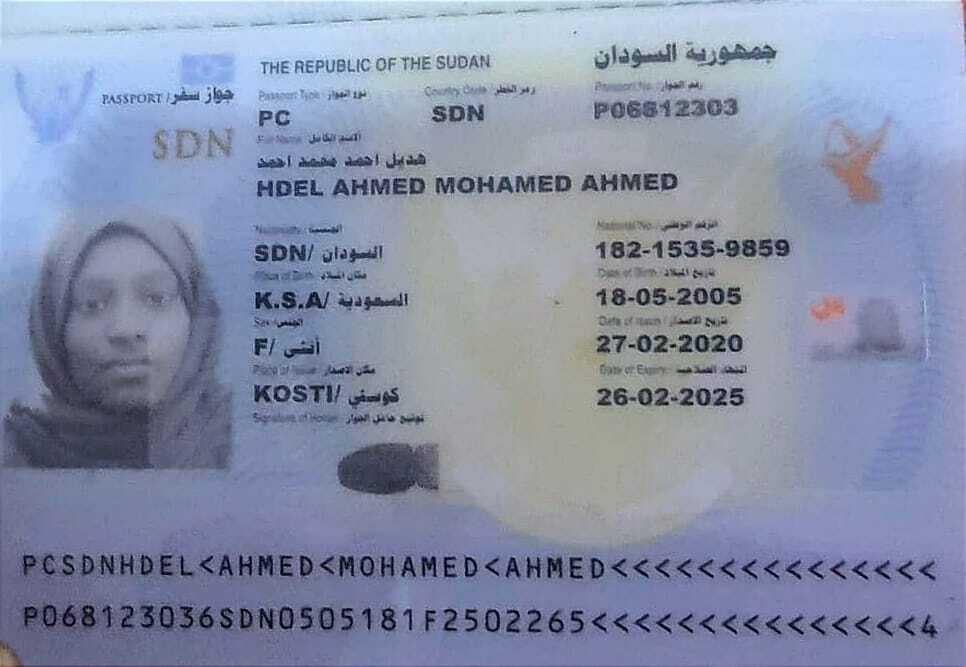 THE REPUBLIC OF THE SUDAN
جمهورية السودان
PASSPORT / جواز سفر
Passport Type / نوع الجواز
Country Code / رمز القطر
Passport No. / رقم الجواز
PC
SDN
P06812303
SDN
Full Name / الاسم الكامل
هديل احمد محمد احمد
HDEL AHMED MOHAMED AHMED
Nationality / الجنسية
National No. / الرقم الوطني
SDN/ السودان
182-1535-9859
Place of Birth / مكان الميلاد
Date of Birth / تاريخ الميلاد
K.S.A/ السعودية
18-05-2005
Sex / الجنس
Date of Issue / تاريخ الاصدار
F/ أنثى
27-02-2020
Place of Issue / مكان الاصدار
Date of Expiry
KOSTI/ كوستي
26-02-2025
Signature of Holder / توقيع حامل الجواز
PCSDNHDEL<AHMED<MOHAMED<AHMED<<<<<<<<<<<<<<<
P068123036SDN0505181F2502265<<<<<<<<<<<<<<<4